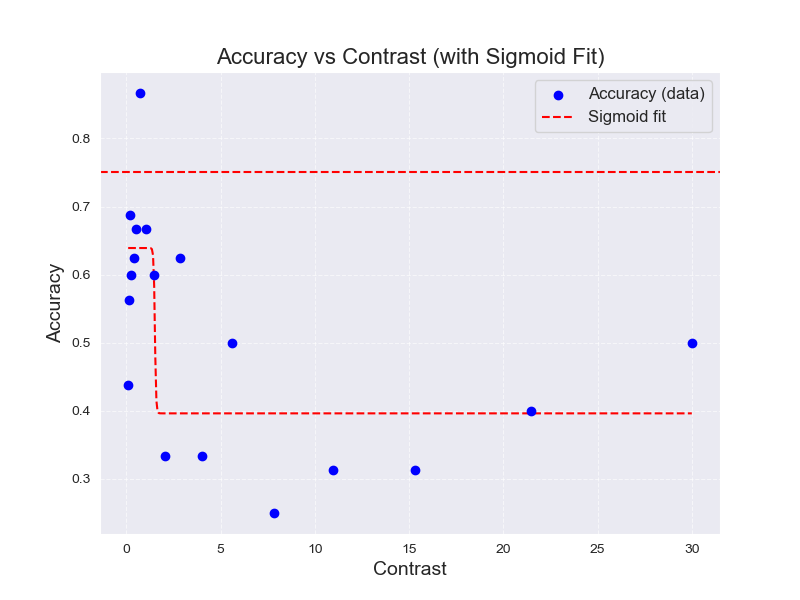 Accuracy vs Contrast (with Sigmoid Fit)
Accuracy (data)
Sigmoid fit
0.8
0.7
0.6
0.5
0.4
0.3
Accuracy
0 5 10 15 20 25 30
Contrast